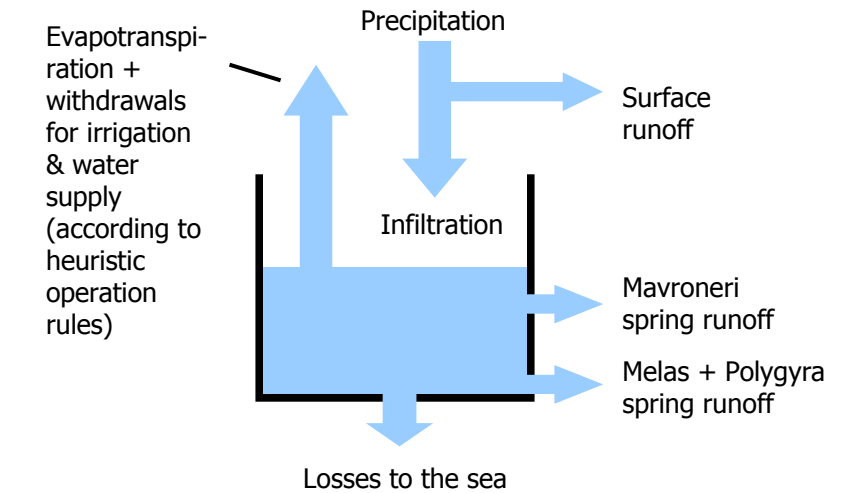 Precipitation
Evapotranspi-
ration +
withdrawals
for irrigation
& water
supply
(according to
heuristic
operation
rules)
Surface
runoff
Infiltration
Mavroneri
spring runoff
Melas + Polygyra
spring runoff
Losses to the sea